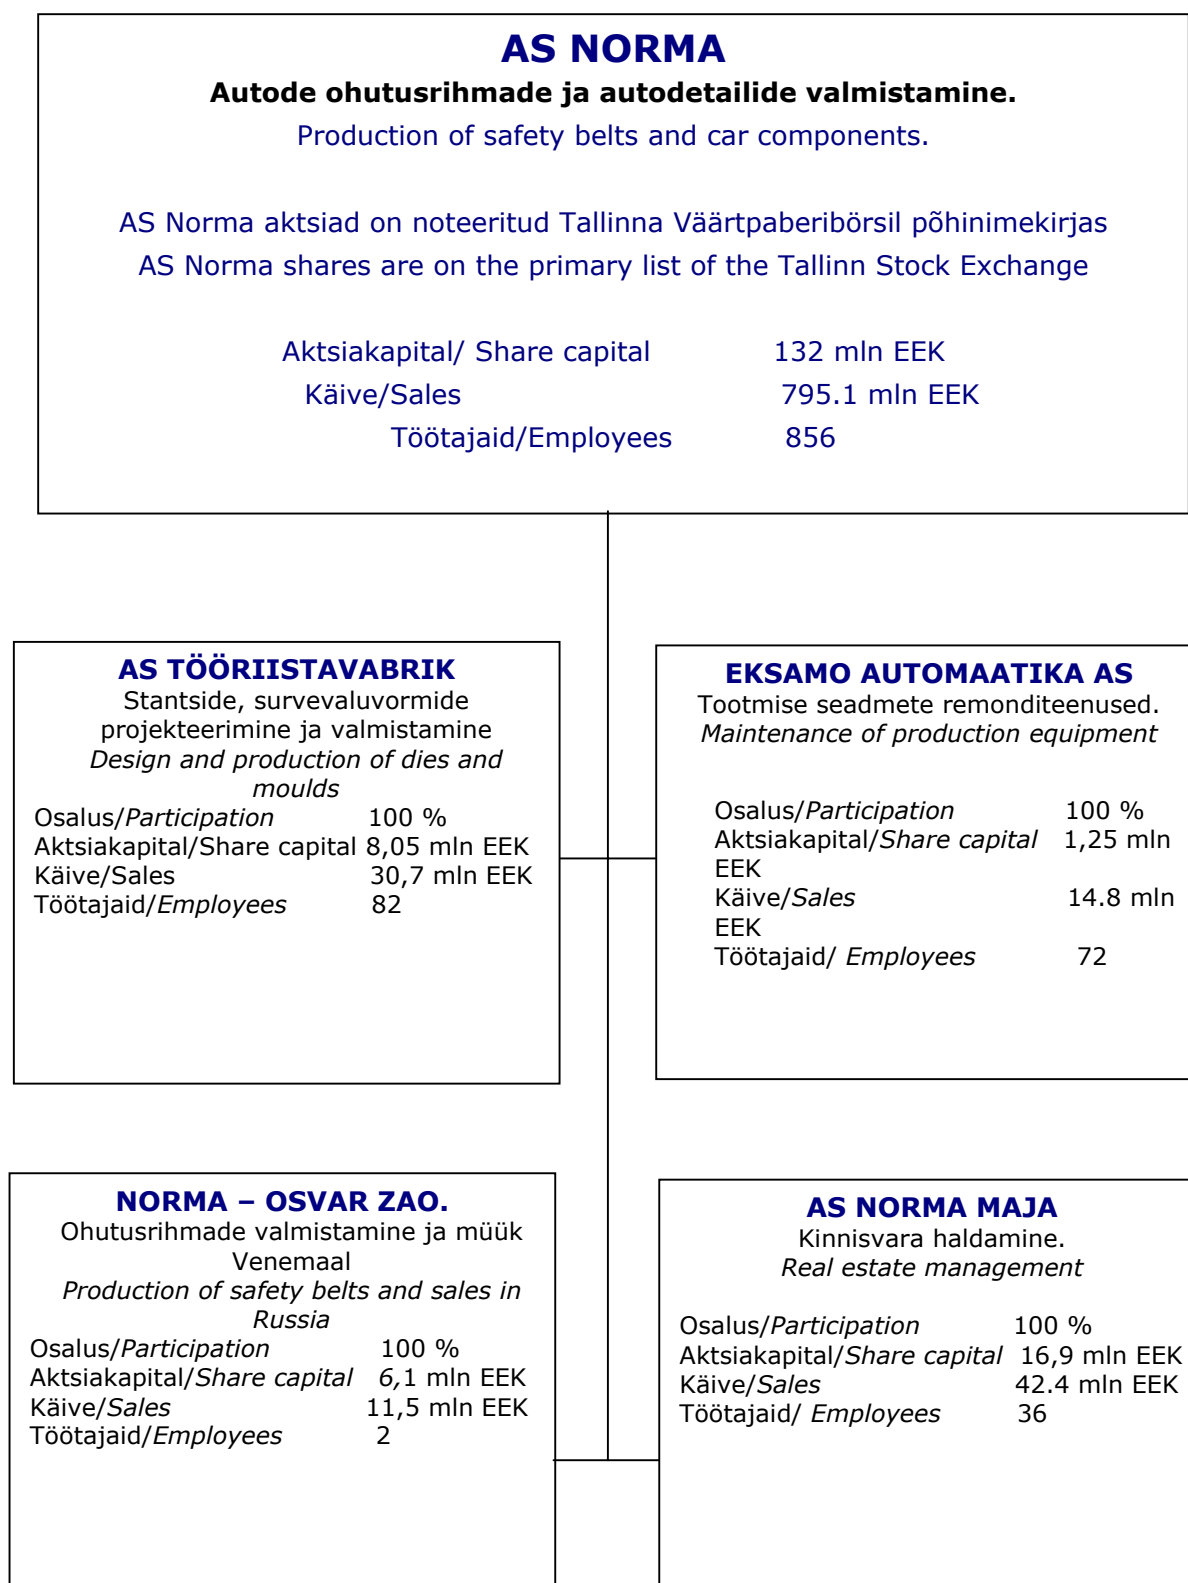 AS NORMA
Autode ohutusrihmade ja autodetailide valmistamine.
Production of safety belts and car components.
AS Norma aktsiad on noteeritud Tallinna Väärtpaberibörsil põhinimekirjas
AS Norma shares are on the primary list of the Tallinn Stock Exchange
Aktsiakapital/ Share capital 132 mln EEK
Käive/Sales 795.1 mln EEK
Töötajaid/Employees 856
AS TÖÖRIISTAVABRIK
Stantside, survevaluvormide
projekteerimine ja valmistamine
Design and production of dies and
moulds
Osalus/Participation 100 %
Aktsiakapital/Share capital 8,05 mln EEK
Käive/Sales 30,7 mln EEK
Töötajaid/Employees 82
EKSAMO AUTOMAATIKA AS
Tootmise seadmete remonditeenused.
Maintenance of production equipment
Osalus/Participation 100 %
Aktsiakapital/Share capital 1,25 mln
EEK
Käive/Sales 14.8 mln
EEK
Töötajaid/ Employees 72
NORMA – OSVAR ZAO.
Ohutusrihmade valmistamine ja müük
Venemaal
Production of safety belts and sales in
Russia
Osalus/Participation 100 %
Aktsiakapital/Share capital 6,1 mln EEK
Käive/Sales 11,5 mln EEK
Töötajaid/Employees 2
AS NORMA MAJA
Kinnisvara haldamine.
Real estate management
Osalus/Participation 100 %
Aktsiakapital/Share capital 16,9 mln EEK
Käive/Sales 42.4 mln EEK
Töötajaid/ Employees 36